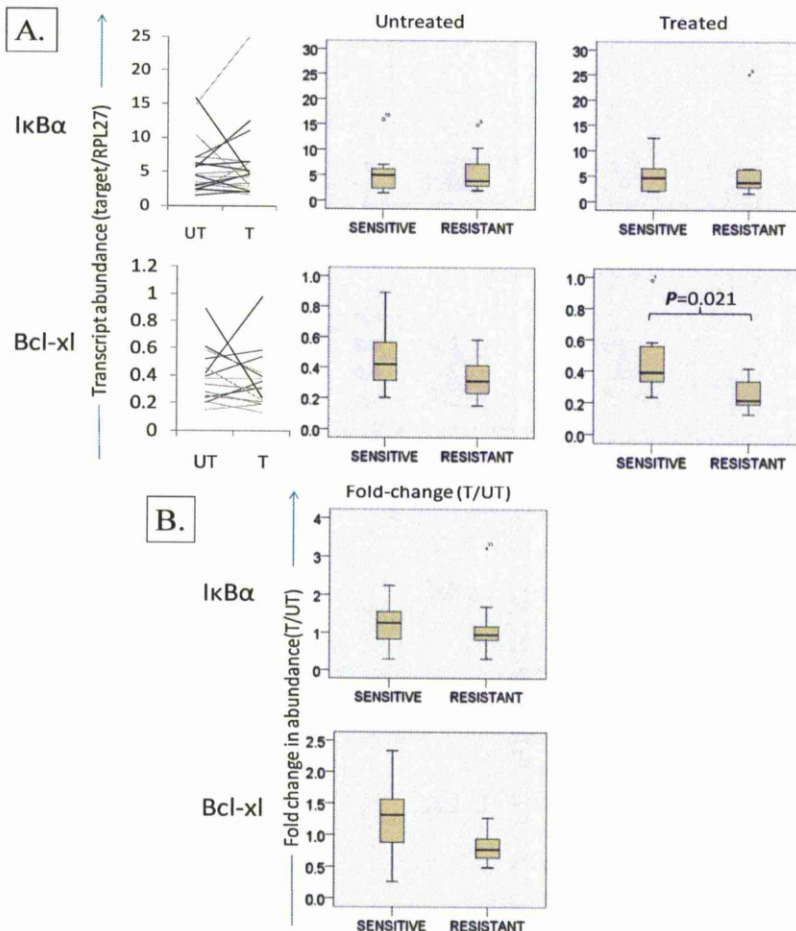 A.
Untreated
Treated
IκBα
Bcl-xl
Transcript abundance (target/RPL27)
25
20
15
10
5
0
UT T
30
25
20
15
10
5
0
SENSITIVE RESISTANT
30
25
20
15
10
5
0
SENSITIVE RESISTANT
1.2
1
0.8
0.6
0.4
0.2
0
UT T
1.0
0.8
0.6
0.4
0.2
0.0
SENSITIVE RESISTANT
1.0
0.8
0.6
0.4
0.2
0.0
P=0.021
SENSITIVE RESISTANT
B.
Fold-change (T/UT)
IκBα
Bcl-xl
Fold change in abundance(T/UT)
4
3
2
1
0
SENSITIVE RESISTANT
2.5
2.0
1.5
1.0
0.5
0.0
SENSITIVE RESISTANT